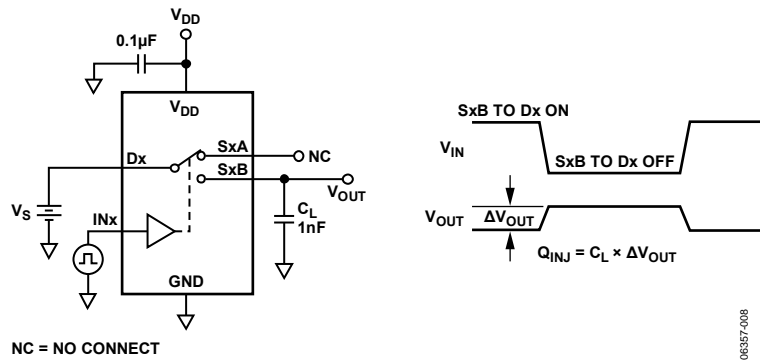 VDD
0.1µF
VDD
SxA
Dx
NC
SxB
VOUT
VS
INx
CL
1nF
GND
NC = NO CONNECT
SxB TO Dx ON
VIN
SxB TO Dx OFF
VOUT
ΔVOUT
QINJ = CL × ΔVOUT
06357-008